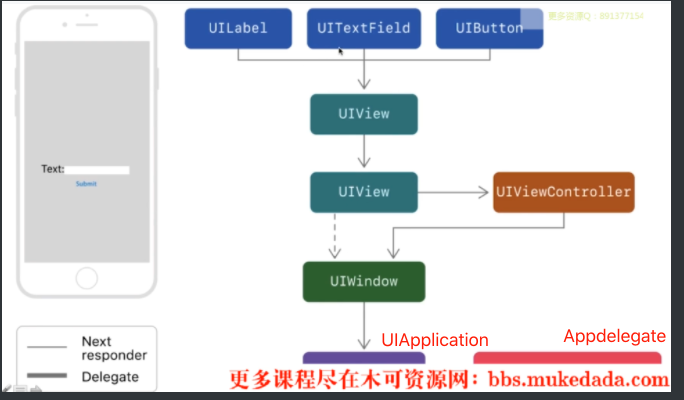 更多资源Q：89137715#
UILabel
UITextField
UIButton
UIView
Text:
Submit
UIView
UIViewController
UIWindow
UIApplication
Appdelegate
Next
responder
Delegate
更多课程尽在木可资源网：bbs.mukedada.com